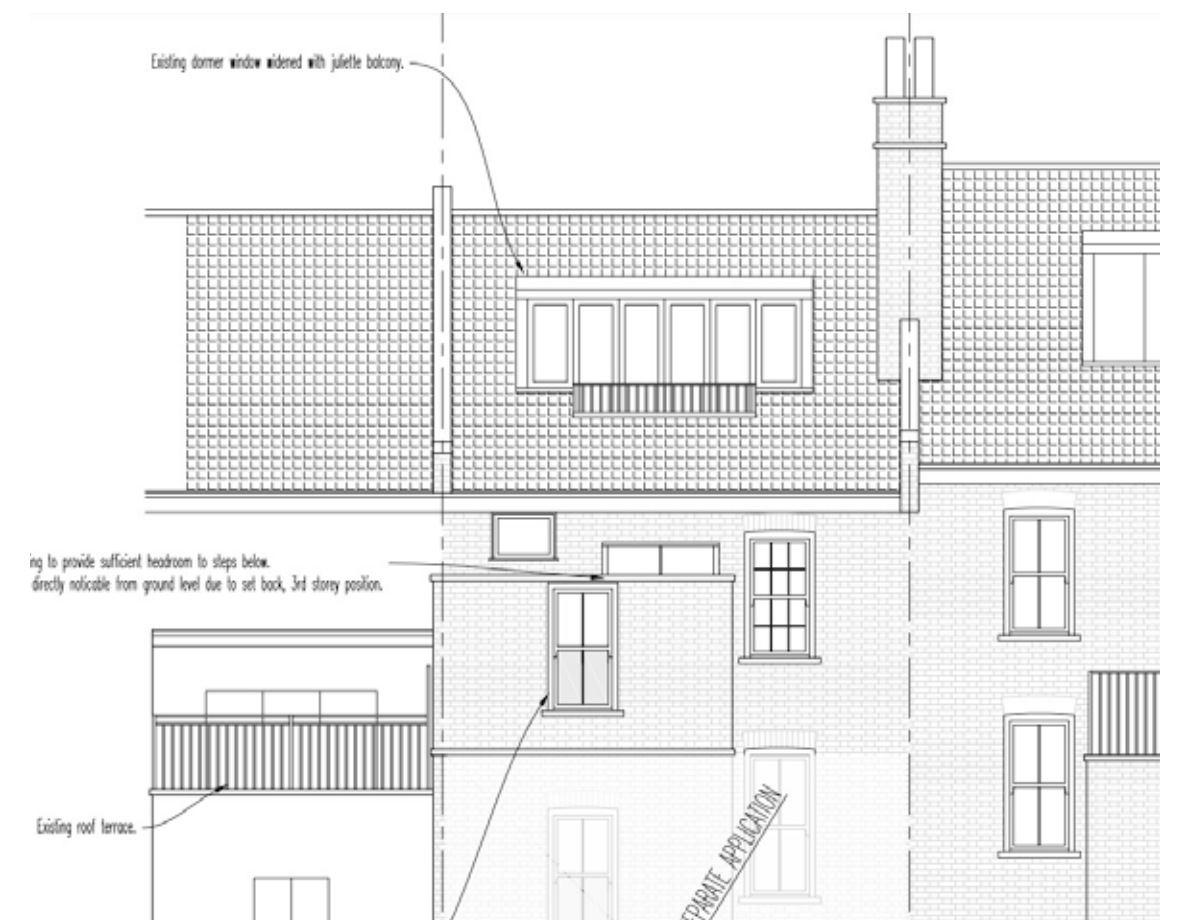 Existing dormer window widened with juliette balcony.
ing to provide sufficient headroom to steps below.
directly noticable from ground level due to set back, 3rd storey position.
Existing roof terrace.
EPARATE APPLICATION